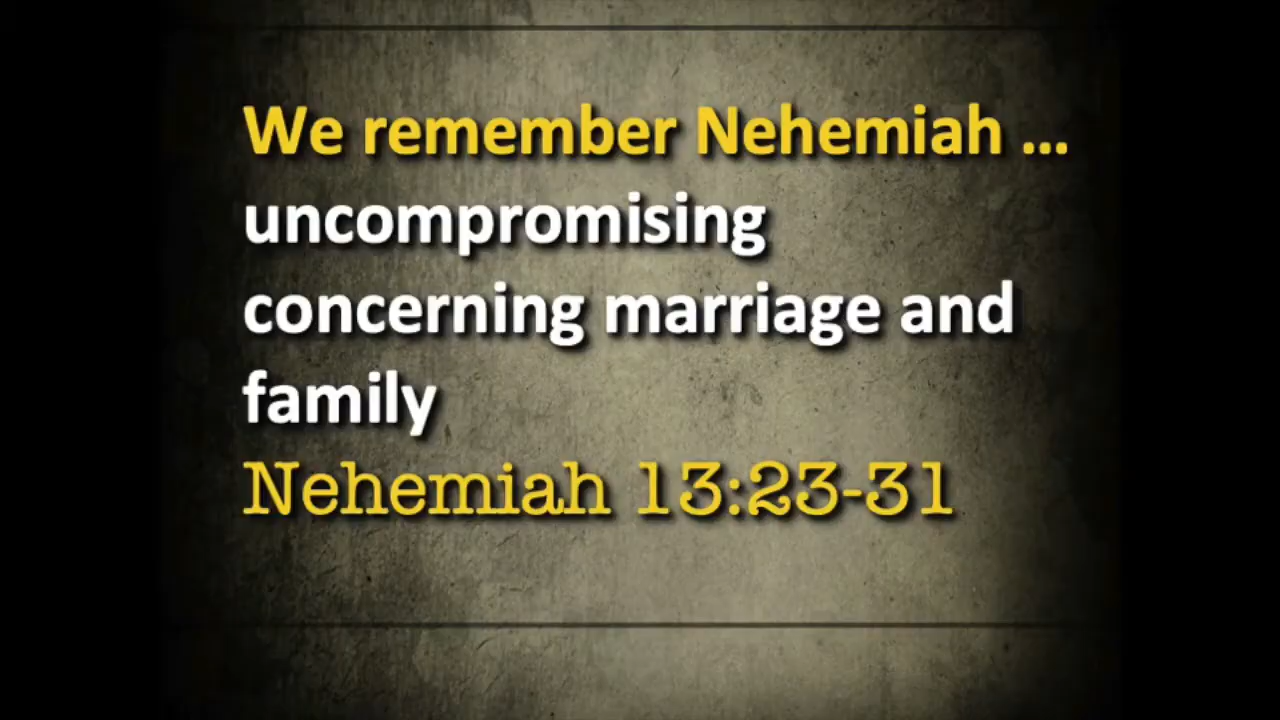 We remember Nehemiah ...
uncompromising
concerning marriage and
family
Nehemiah 13:23-31